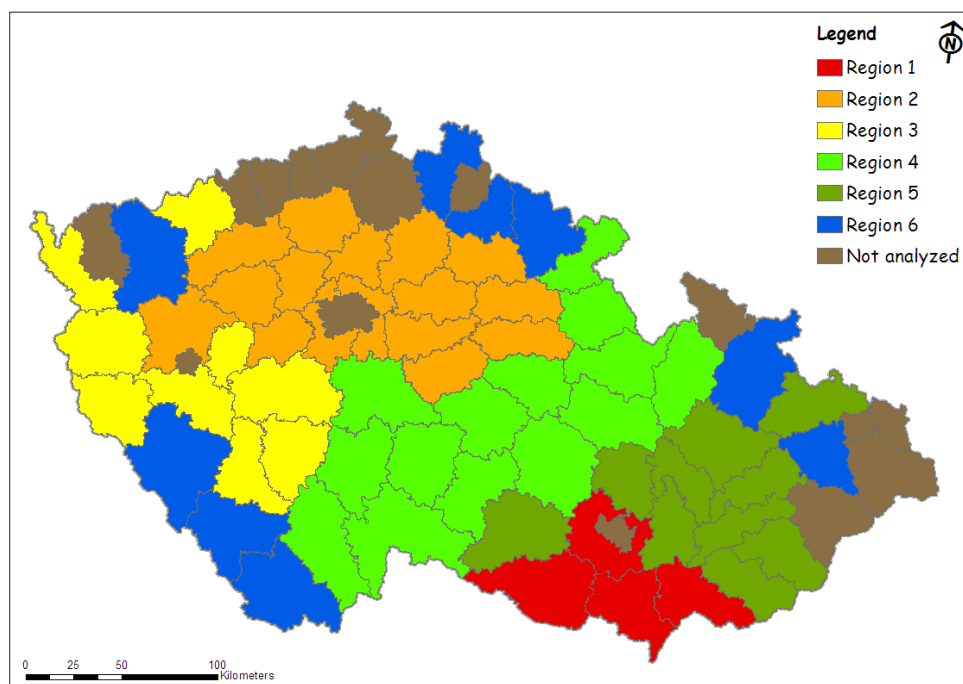 Legend
N
Region 1
Region 2
Region 3
Region 4
Region 5
Region 6
Not analyzed
0 25 50 100
Kilometers